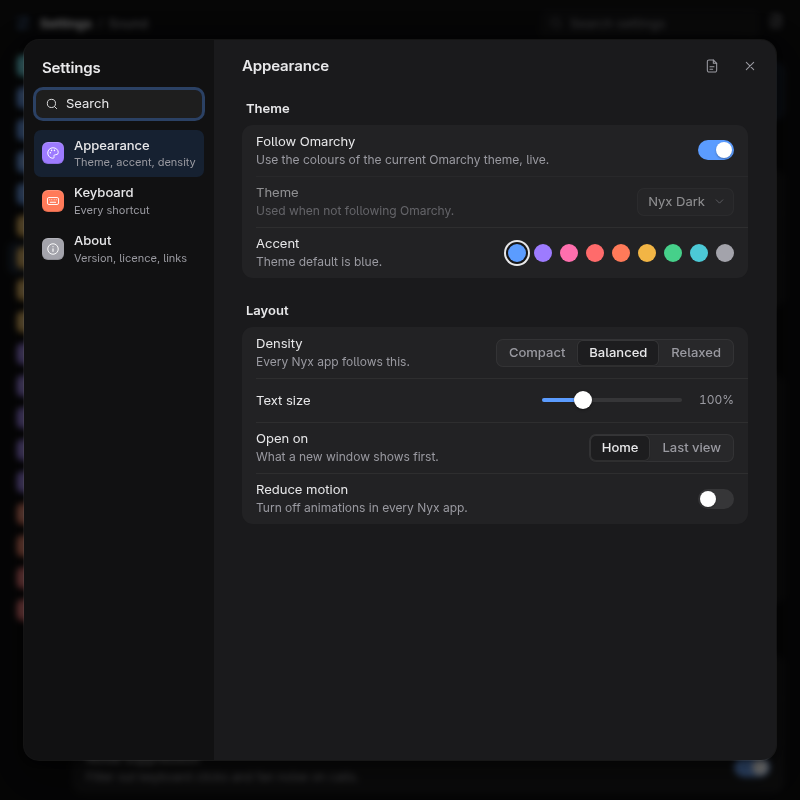 Settings
Search
Appearance
Theme, accent, density
Keyboard
Every shortcut
About
Version, licence, links
Appearance
Theme
Follow Omarchy
Use the colours of the current Omarchy theme, live.
Theme
Used when not following Omarchy.
Nyx Dark
Accent
Theme default is blue.
Layout
Density
Every Nyx app follows this.
Compact
Balanced
Relaxed
Text size
100%
Open on
What a new window shows first.
Home
Last view
Reduce motion
Turn off animations in every Nyx app.